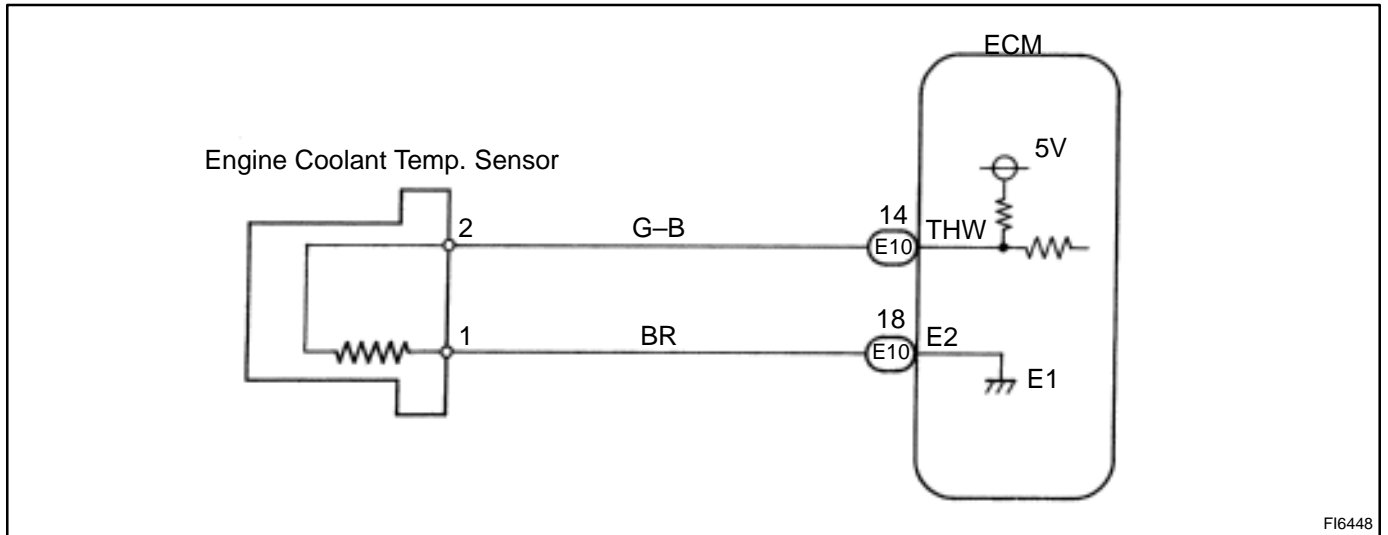 ECM
Engine Coolant Temp. Sensor
5V
2
G–B
14
E10
THW
1
BR
18
E10
E2
E1
FI6448